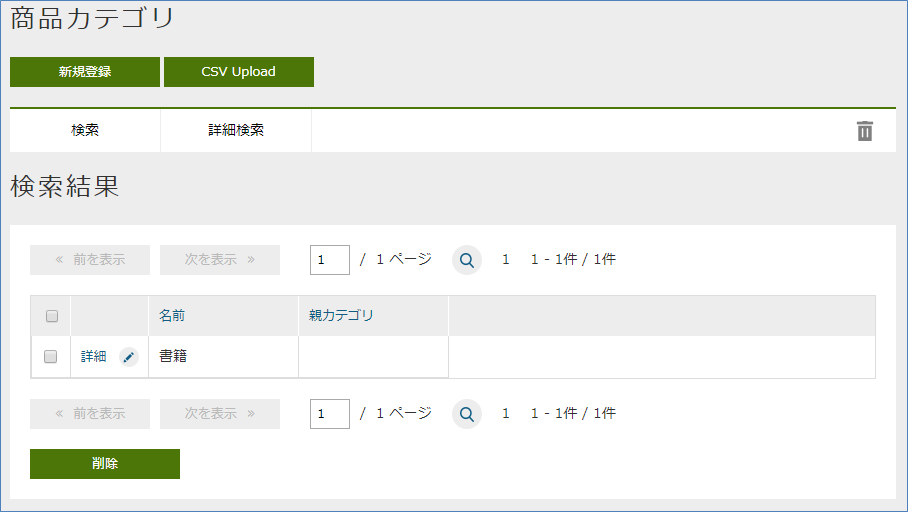 商品カテゴリ
新規登録 CSV Upload
検索 詳細検索
検索結果
« 前を表示 次を表示 » 1 / 1 ページ 1 1 - 1件 / 1件
名前 親カテゴリ
詳細 書籍
« 前を表示 次を表示 » 1 / 1 ページ 1 1 - 1件 / 1件
削除